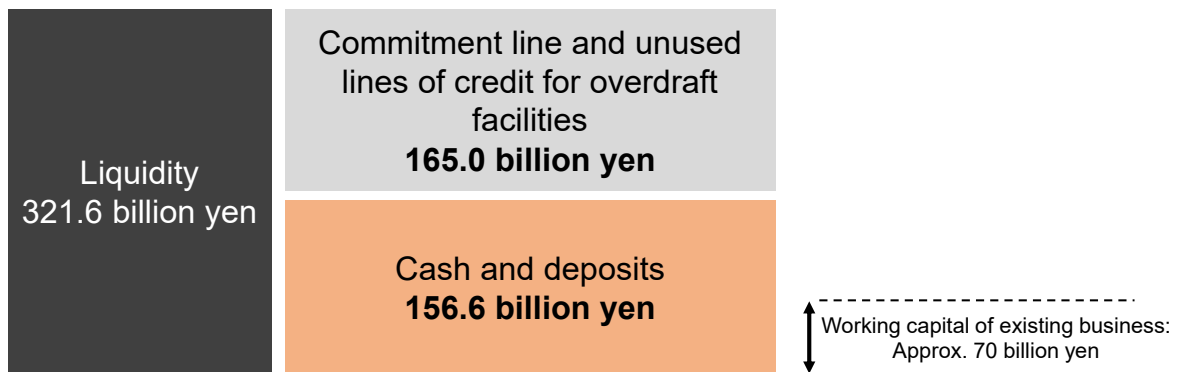 Liquidity
321.6 billion yen
Commitment line and unused
lines of credit for overdraft
facilities
165.0 billion yen
Cash and deposits
156.6 billion yen
Working capital of existing business:
Approx. 70 billion yen